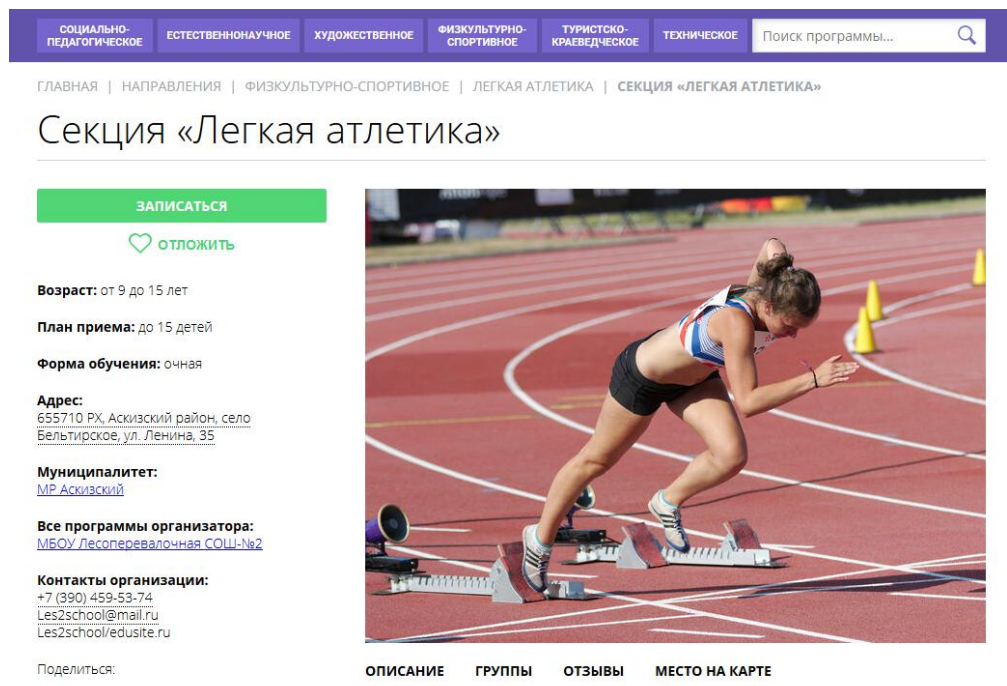 СОЦИАЛЬНО-
ПЕДАГОГИЧЕСКОЕ
ЕСТЕСТВЕННОНАУЧНОЕ
ХУДОЖЕСТВЕННОЕ
ФИЗКУЛЬТУРНО-
СПОРТИВНОЕ
ТУРИСТСКО-
КРАЕВЕДЧЕСКОЕ
ТЕХНИЧЕСКОЕ
Поиск программы...
ГЛАВНАЯ | НАПРАВЛЕНИЯ | ФИЗКУЛЬТУРНО-СПОРТИВНОЕ | ЛЕГКАЯ АТЛЕТИКА | СЕКЦИЯ «ЛЕГКАЯ АТЛЕТИКА»
Секция «Легкая атлетика»
ЗАПИСАТЬСЯ
ОТЛОЖИТЬ
Возраст: от 9 до 15 лет
План приема: до 15 детей
Форма обучения: очная
Адрес:
655710 РХ, Аскизский район, село
Бельтирское, ул. Ленина, 35
Муниципалитет:
МР Аскизский
Все программы организатора:
МБОУ Лесоперевалочная СОШ-№2
Контакты организации:
+7 (390) 459-53-74
Les2school@mail.ru
Les2school/edusite.ru
Поделиться:
ОПИСАНИЕ ГРУППЫ ОТЗЫВЫ МЕСТО НА КАРТЕ